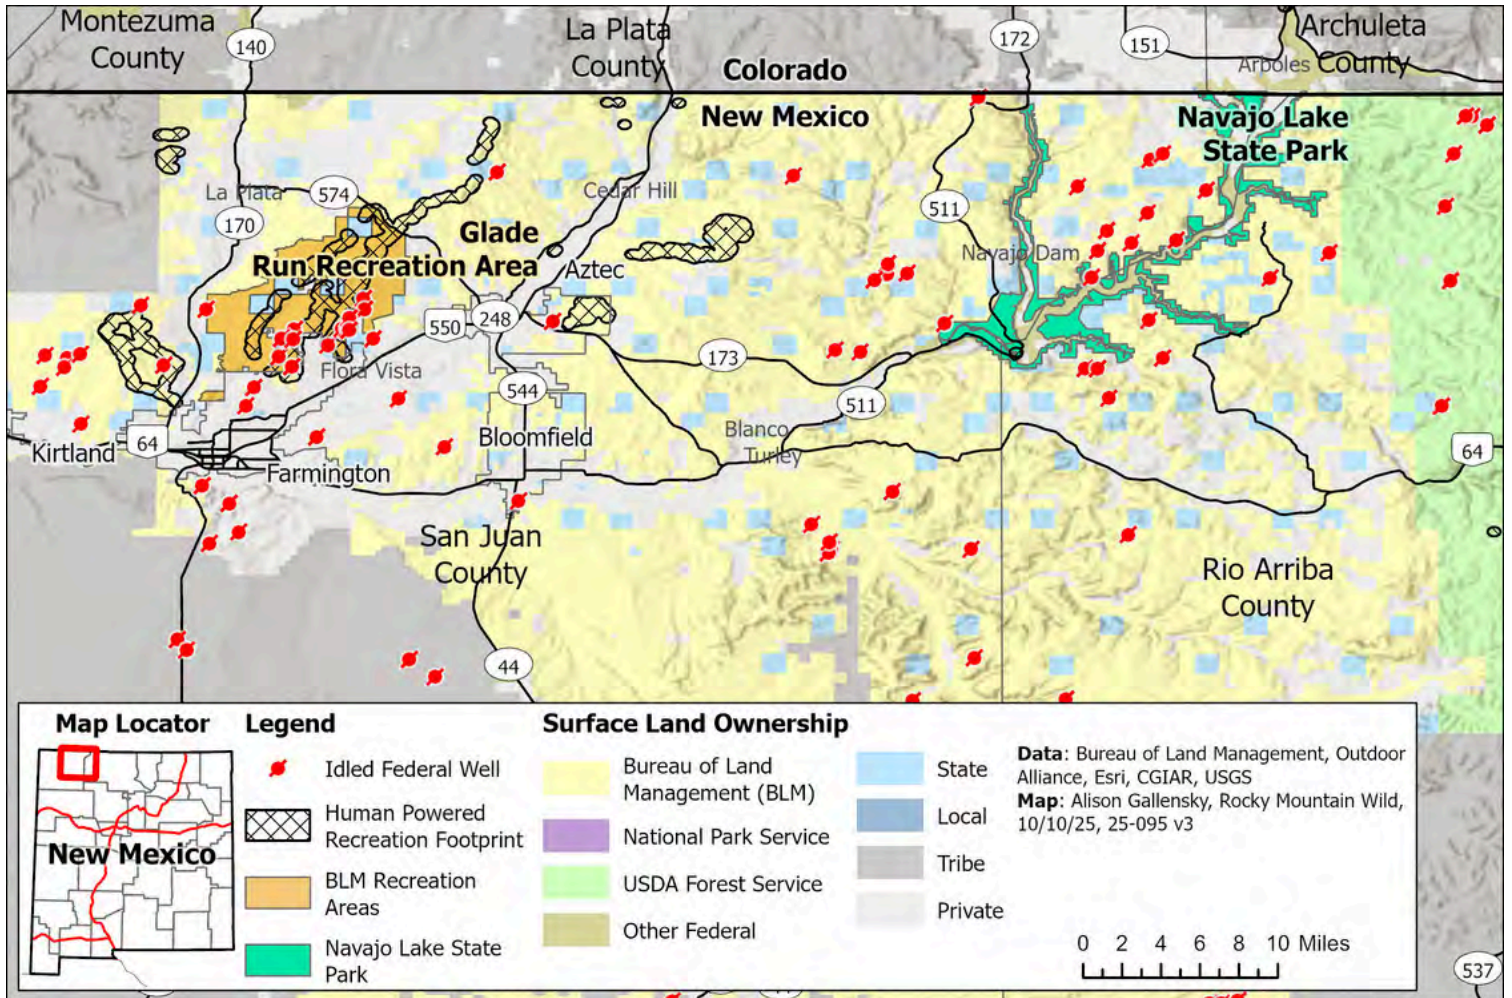 Montezuma
County
140
La Plata
County
172
151
Archuleta
County
Arboles
Colorado
New Mexico
Navajo Lake
State Park
La Plata
574
Cedar Hill
170
511
Glade
Run Recreation Area
Aztec
Navajo Dam
550
248
173
Flora Vista
544
511
Kirtland
64
Bloomfield
Blanco
Turley
64
Farmington
San Juan
County
Rio Arriba
County
44
Map Locator
New Mexico
Legend
Idled Federal Well
Human Powered
Recreation Footprint
BLM Recreation
Areas
Navajo Lake State
Park
Surface Land Ownership
Bureau of Land
Management (BLM)
National Park Service
USDA Forest Service
Other Federal
State
Local
Tribe
Private
Data: Bureau of Land Management, Outdoor
Alliance, Esri, CGIAR, USGS
Map: Alison Gallensky, Rocky Mountain Wild,
10/10/25, 25-095 v3
0 2 4 6 8 10 Miles
537